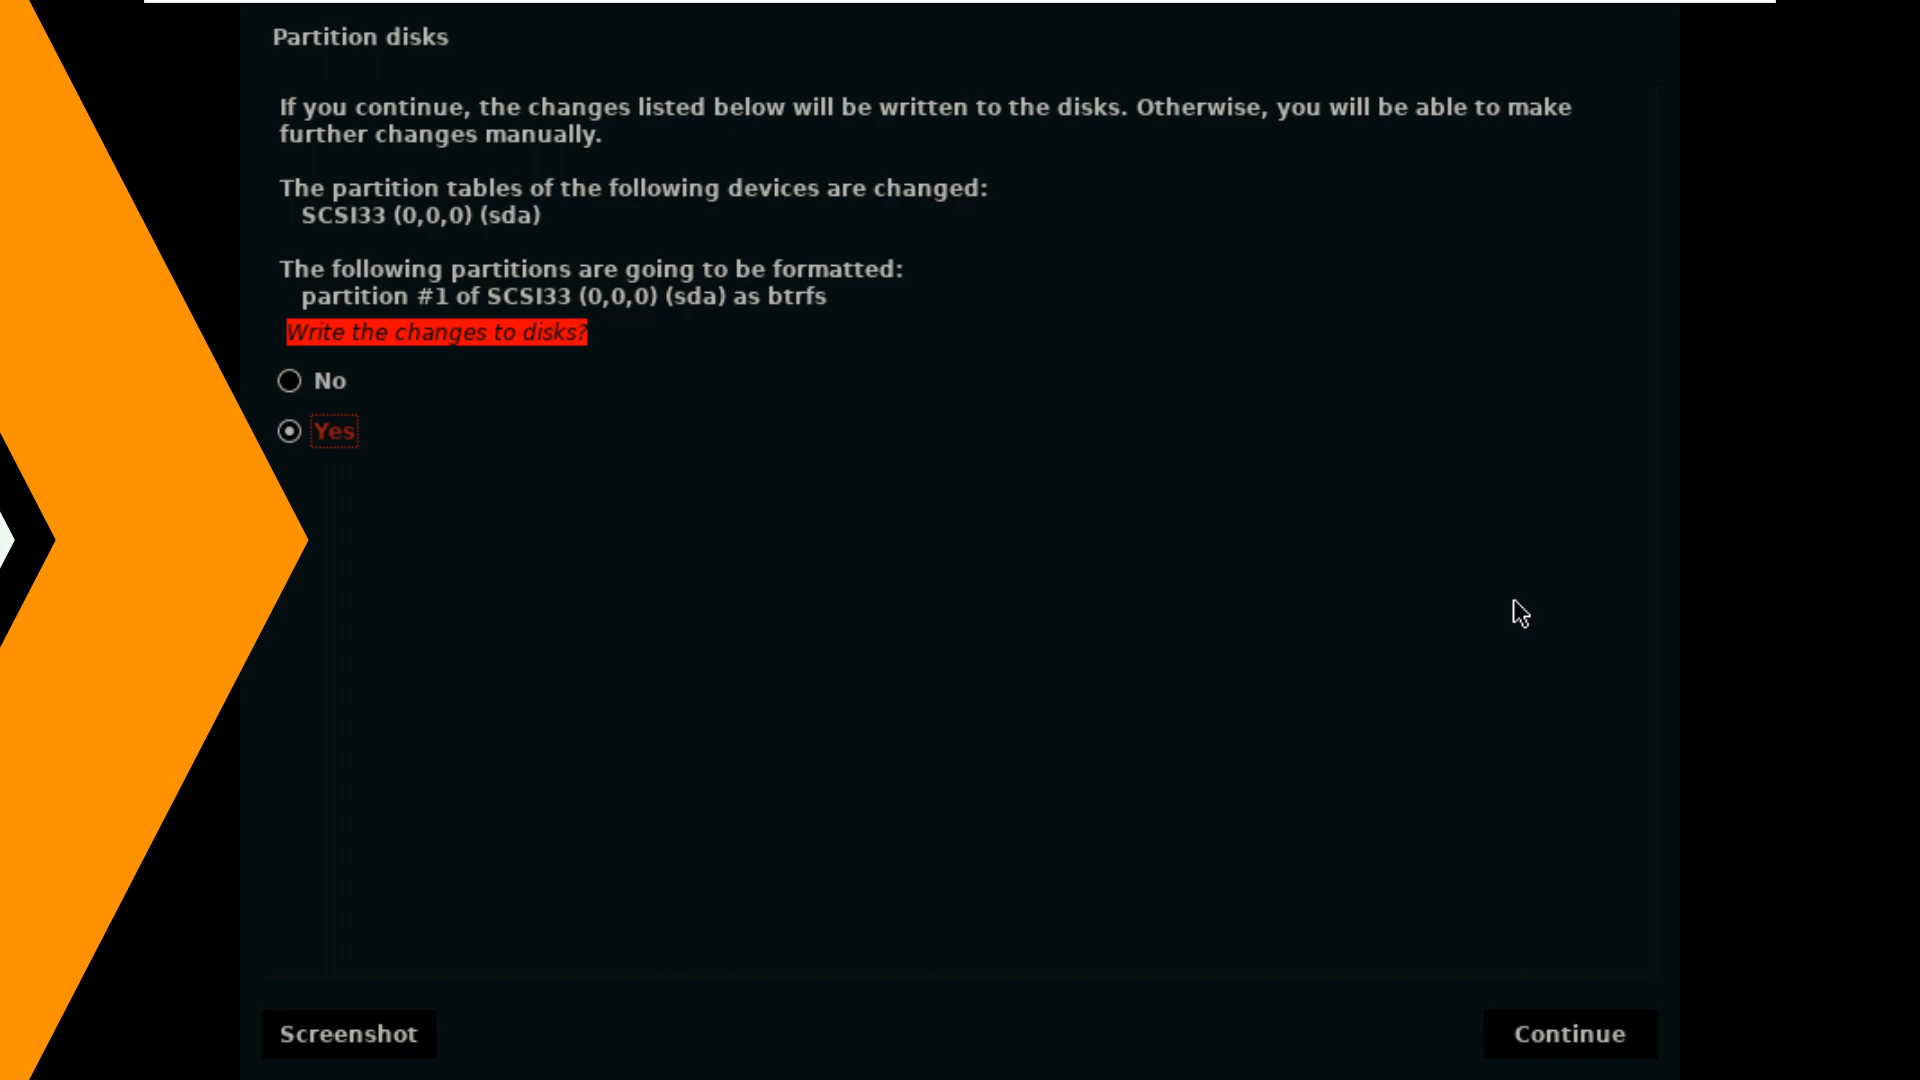 Partition disks
If you continue, the changes listed below will be written to the disks. Otherwise, you will be able to make
further changes manually.
The partition tables of the following devices are changed:
SCSI33 (0,0,0) (sda)
The following partitions are going to be formatted:
partition #1 of SCSI33 (0,0,0) (sda) as btrfs
Write the changes to disks?
No
Yes
Screenshot
Continue